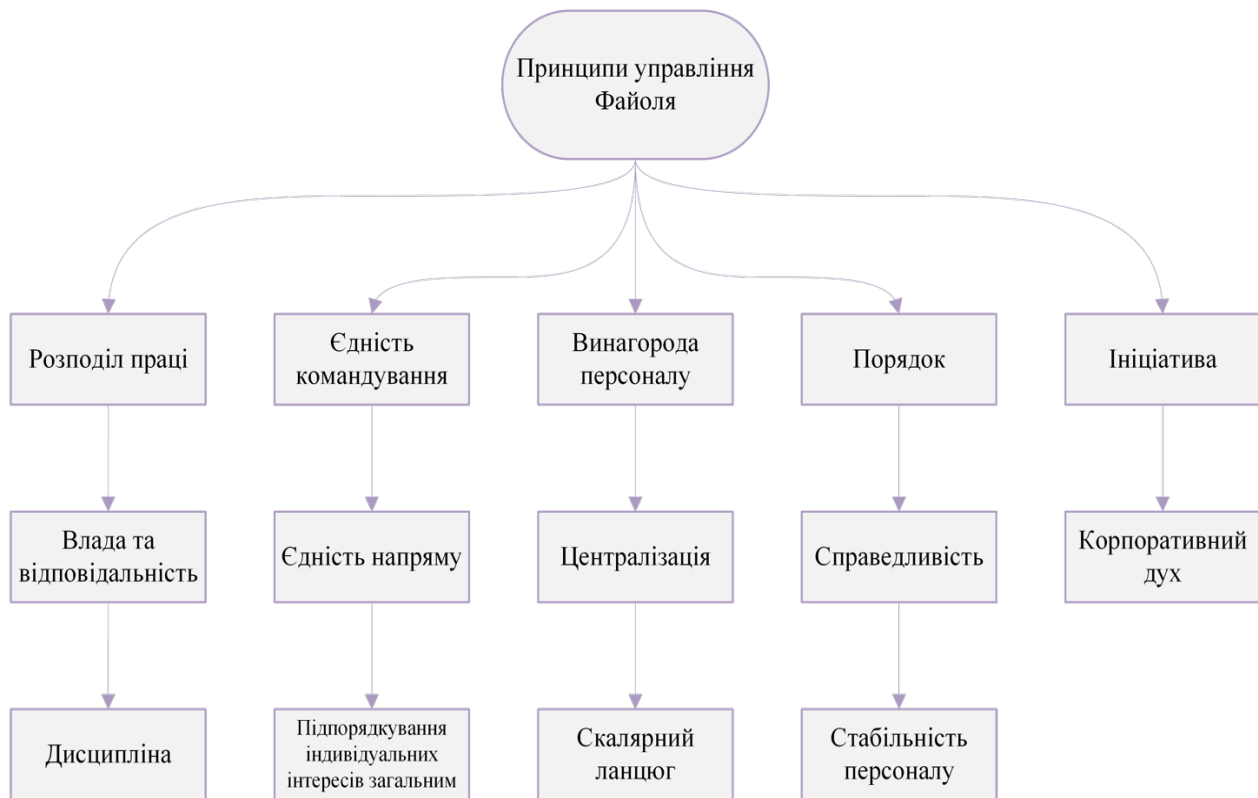 Принципи управління
Файоля
Розподіл праці
Єдність
командування
Винагорода
персоналу
Порядок
Ініціатива
Влада та
відповідальність
Єдність напряму
Централізація
Справедливість
Корпоративний
дух
Дисципліна
Підпорядкування
індивідуальних
інтересів загальним
Скалярний
ланцюг
Стабільність
персоналу